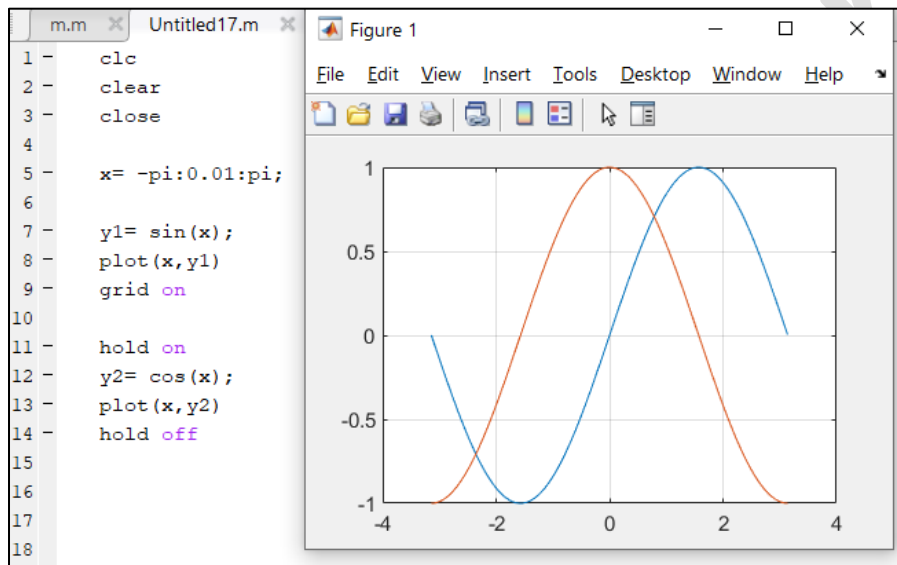 m.m Untitled17.m
1 - clc
2 - clear
3 - close
4
5 - x= -pi:0.01:pi;
6
7 - y1= sin(x);
8 - plot(x,y1)
9 - grid on
10
11 - hold on
12 - y2= cos(x);
13 - plot(x,y2)
14 - hold off
15
16
17
18
Figure 1
File Edit View Insert Tools Desktop Window Help
1
0.5
0
-0.5
-1
-4 -2 0 2 4